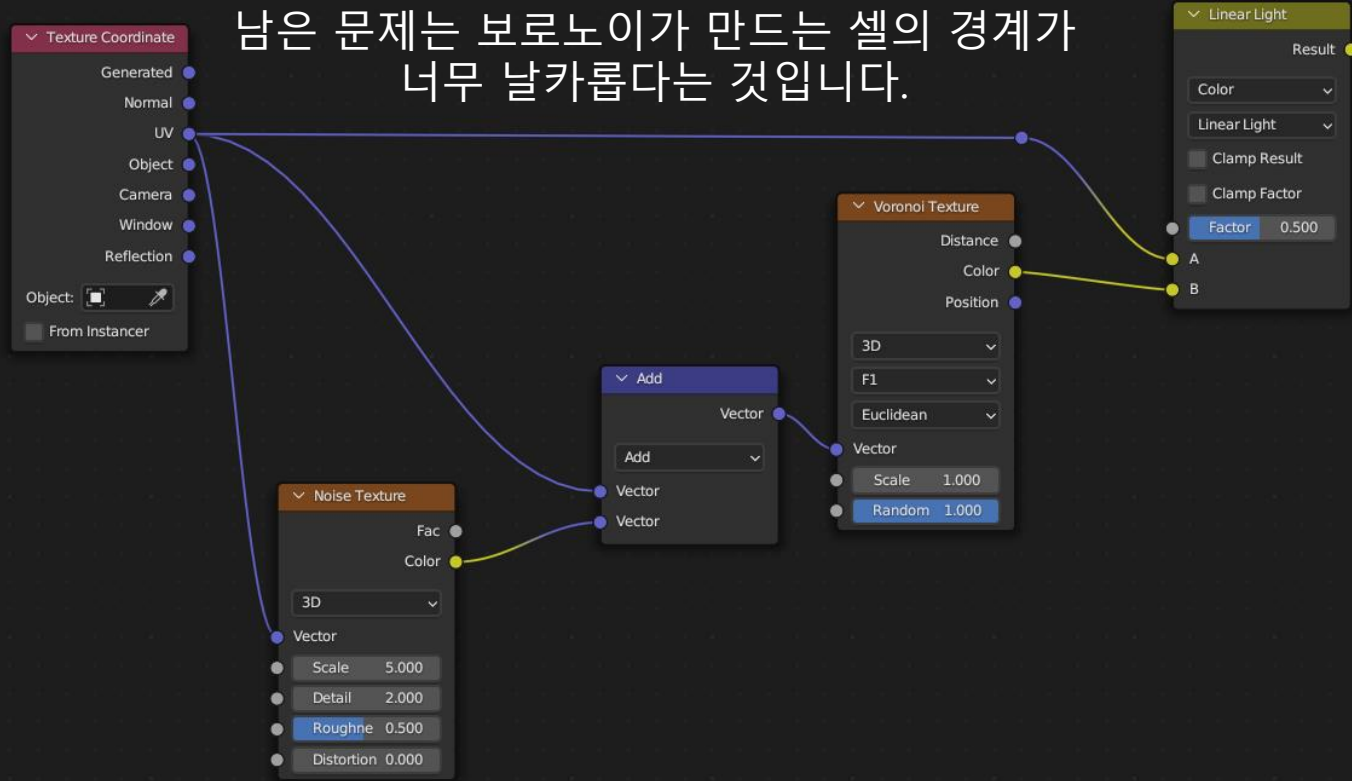 남은 문제는 보로노이가 만드는 셀의 경계가
너무 날카롭다는 것입니다.
Texture Coordinate
Generated
Normal
UV
Object
Camera
Window
Reflection
Object:
From Instancer
Noise Texture
Fac
Color
3D
Vector
Scale 5.000
Detail 2.000
Roughne 0.500
Distortion 0.000
Add
Vector
Add
Vector
Vector
Voronoi Texture
Distance
Color
Position
3D
F1
Euclidean
Vector
Scale 1.000
Random 1.000
Linear Light
Result
Color
Linear Light
Clamp Result
Clamp Factor
Factor 0.500
A
B